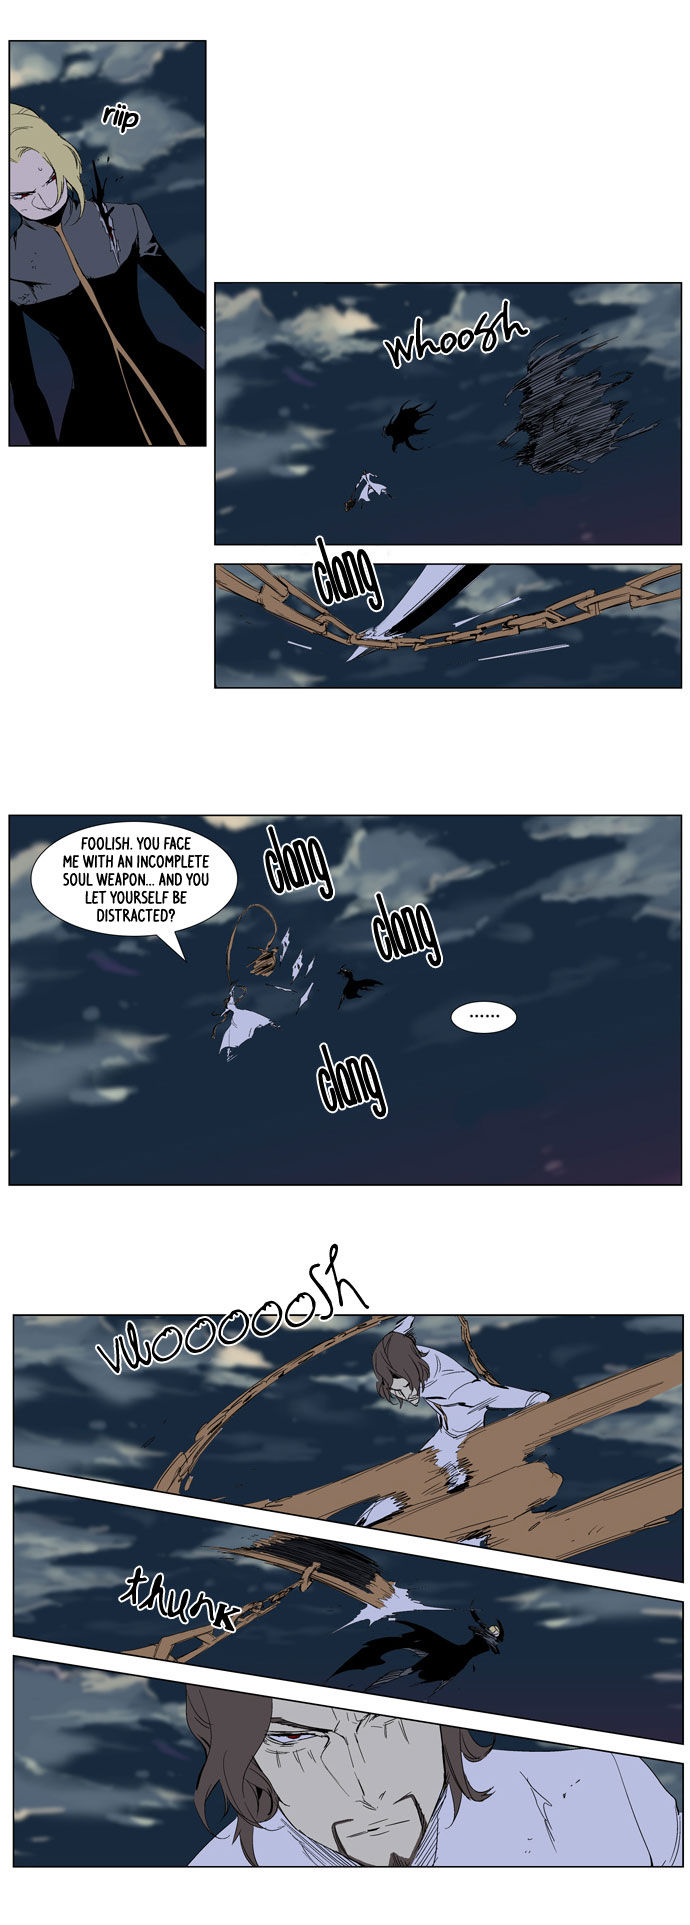 riip
whoosh
clang
FOOLISH. YOU FACE
ME WITH AN INCOMPLETE
SOUL WEAPON... AND YOU
LET YOURSELF BE
DISTRACTED?
clang
clang
......
clang
vwooooosh
thunk